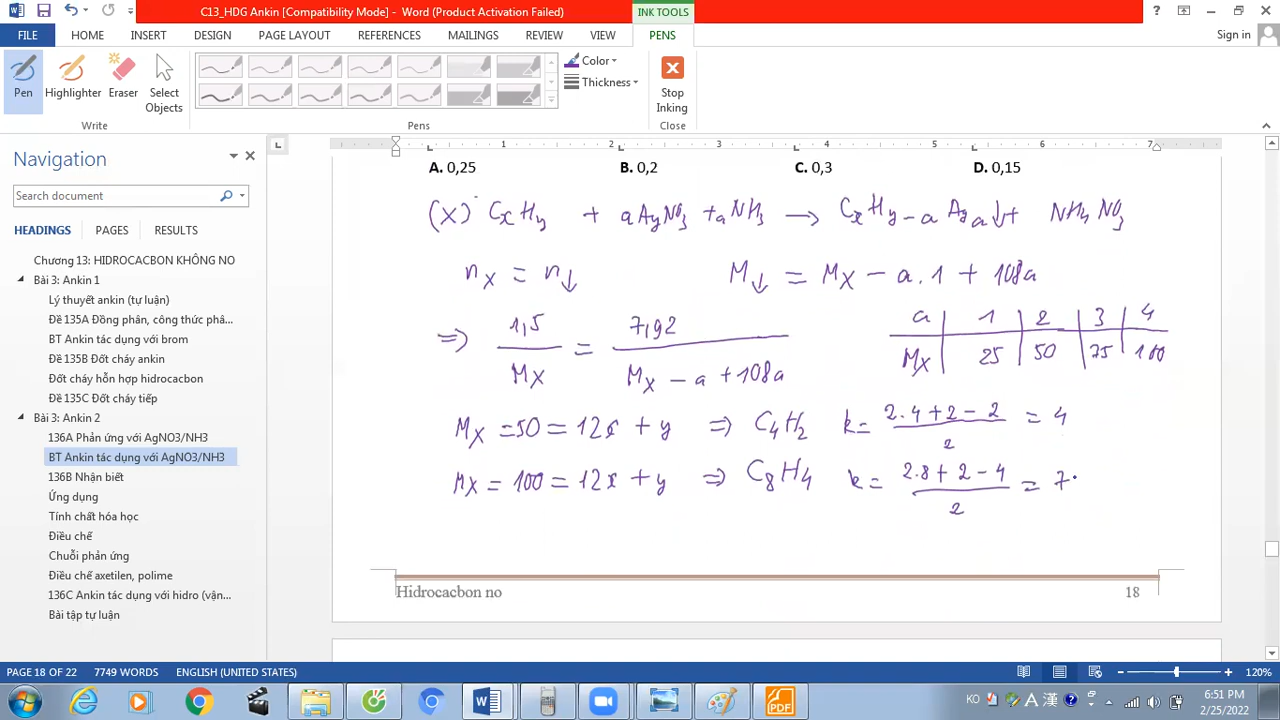 C13_HDG Ankin [Compatibility Mode] - Word (Product Activation Failed)
INK TOOLS
FILE HOME INSERT DESIGN PAGE LAYOUT REFERENCES MAILINGS REVIEW VIEW PENS
Sign in
Pen Highlighter Eraser Select Objects
Color
Thickness
Stop Inking
Write Pens Close
Navigation
Search document
HEADINGS PAGES RESULTS
Chương 13: HIDROCACBON KHÔNG NO
Bài 3: Ankin 1
Lý thuyết ankin (tự luận)
Đề 135A Đồng phân, công thức phâ...
BT Ankin tác dụng với brom
Đề 135B Đốt cháy ankin
Đốt cháy hỗn hợp hidrocacbon
Đề 135C Đốt cháy tiếp
Bài 3: Ankin 2
136A Phản ứng với AgNO3/NH3
BT Ankin tác dụng với AgNO3/NH3
136B Nhận biết
Ứng dụng
Tính chất hóa học
Điều chế
Chuỗi phản ứng
Điều chế axetilen, polime
136C Ankin tác dụng với hidro (vận...
Bài tập tự luận
1 2 3 4 5 6 7
A. 0,25 B. 0,2 C. 0,3 D. 0,15
(X) CxHy + aAgNO3 + aNH3 → CxHy-aAga↓ + NH4NO3
nX = n↓ M↓ = MX - a.1 + 108a
⇒ 1,5/MX = 7,92/(MX - a + 108a)
a 1 2 3 4
MX 25 50 75 100
MX = 50 = 12x + y ⇒ C4H2 k = (2.4+2-2)/2 = 4
MX = 100 = 12x + y ⇒ C8H4 k = (2.8+2-4)/2 = 7
Hidrocacbon no 18
PAGE 18 OF 22 7749 WORDS ENGLISH (UNITED STATES) 120%
KO 漢 6:51 PM
2/25/2022